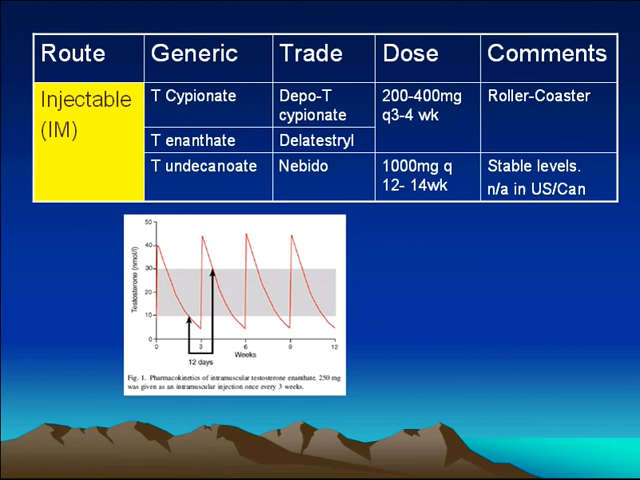 Route Generic Trade Dose Comments
Injectable (IM) T Cypionate Depo-T cypionate 200-400mg q3-4 wk Roller-Coaster
T enanthate Delatestryl
T undecanoate Nebido 1000mg q 12- 14wk Stable levels. n/a in US/Can
50
40
30
20
10
0
Testosterone (nmol/l)
0 3 6 9 12
Weeks
12 days
Fig. 1. Pharmacokinetics of intramuscular testosterone enanthate. 250 mg
was given as an intramuscular injection once every 3 weeks.